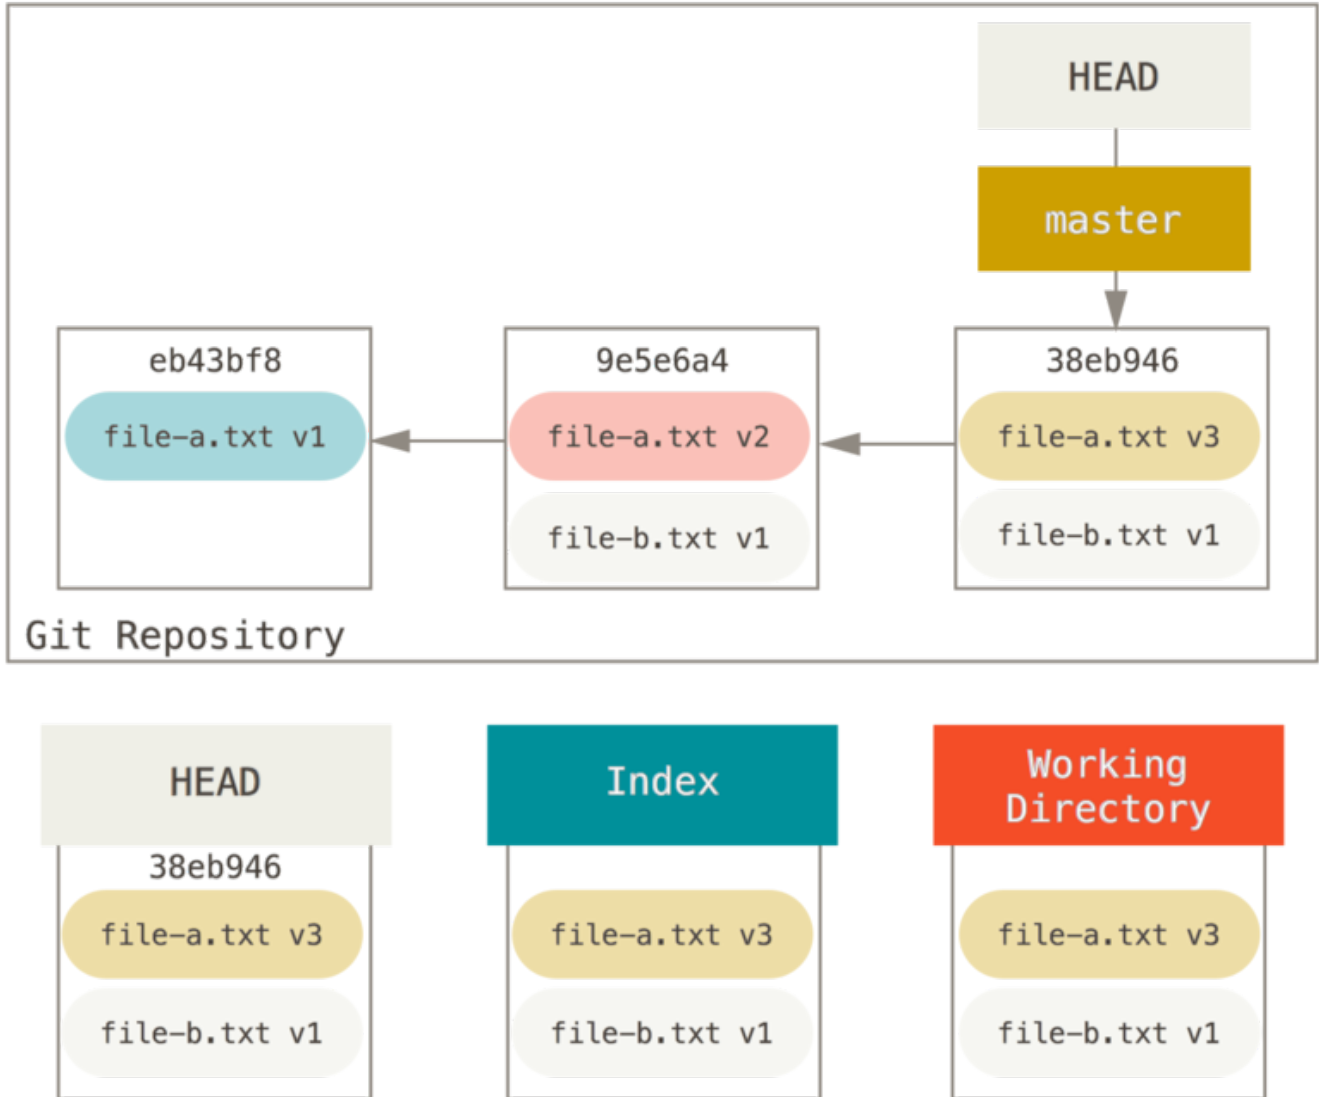 HEAD
master
eb43bf8
9e5e6a4
38eb946
file-a.txt v1
file-a.txt v2
file-a.txt v3
file-b.txt v1
file-b.txt v1
Git Repository
HEAD
Index
Working
Directory
38eb946
file-a.txt v3
file-a.txt v3
file-a.txt v3
file-b.txt v1
file-b.txt v1
file-b.txt v1